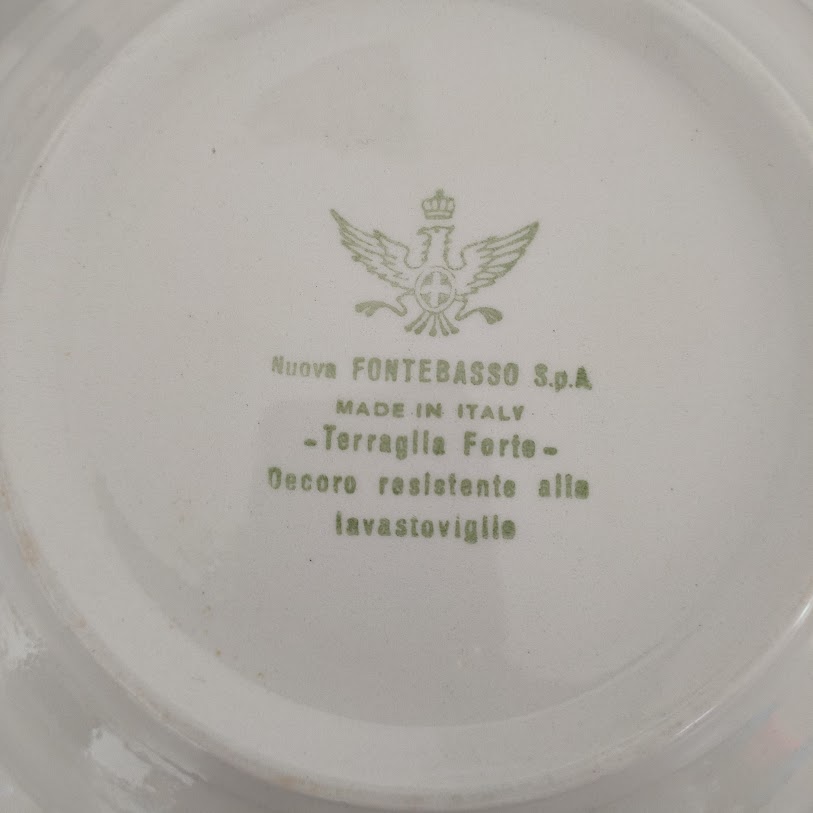 Nuova FONTEBASSO S.p.A.
MADE IN ITALY
-Terraglia Forte-
Decoro resistente alla
lavastoviglie